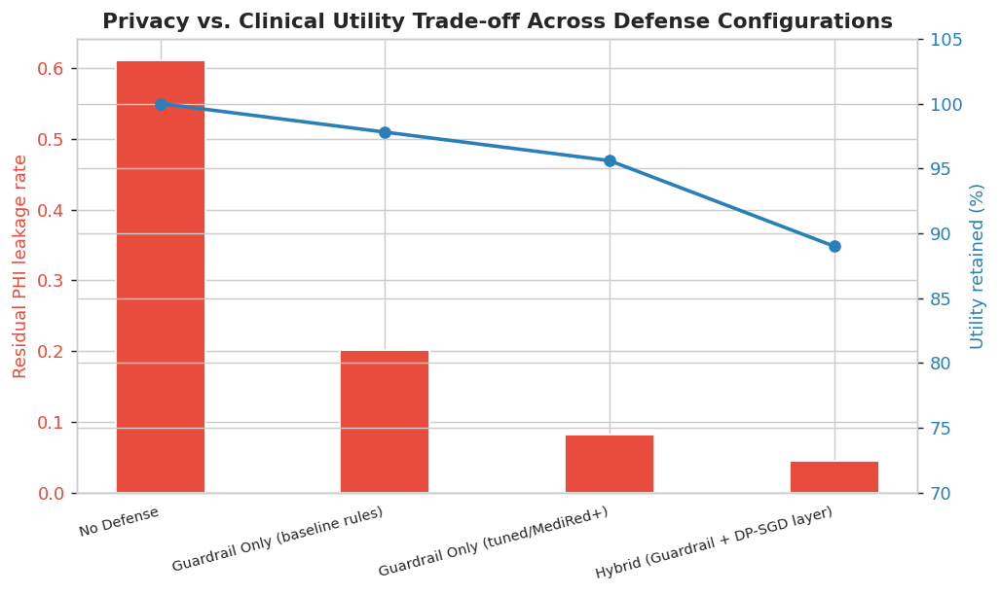 Privacy vs. Clinical Utility Trade-off Across Defense Configurations
Residual PHI leakage rate
0.6
0.5
0.4
0.3
0.2
0.1
0.0
No Defense
Guardrail Only (baseline rules)
Guardrail Only (tuned/MediRed+)
Hybrid (Guardrail + DP-SGD layer)
105
100
95
90
85
80
75
70
Utility retained (%)